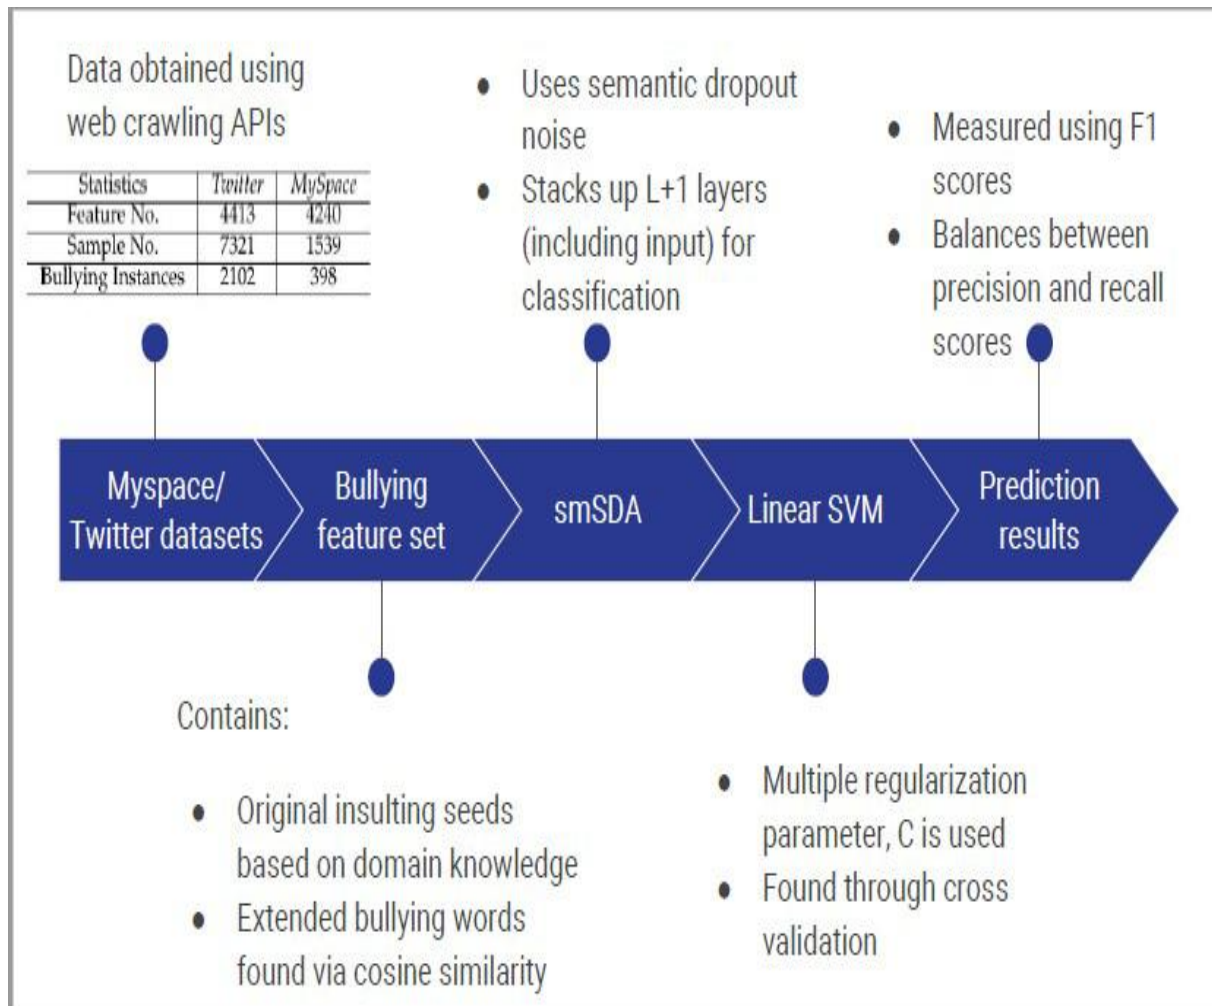 Data obtained using
web crawling APIs
Statistics Twitter MySpace
Feature No. 4413 4240
Sample No. 7321 1539
Bullying Instances 2102 398
● Uses semantic dropout
noise
● Stacks up L+1 layers
(including input) for
classification
● Measured using F1
scores
● Balances between
precision and recall
scores
Myspace/
Twitter datasets
Bullying
feature set
smSDA
Linear SVM
Prediction
results
Contains:
● Original insulting seeds
based on domain knowledge
● Extended bullying words
found via cosine similarity
● Multiple regularization
parameter, C is used
● Found through cross
validation